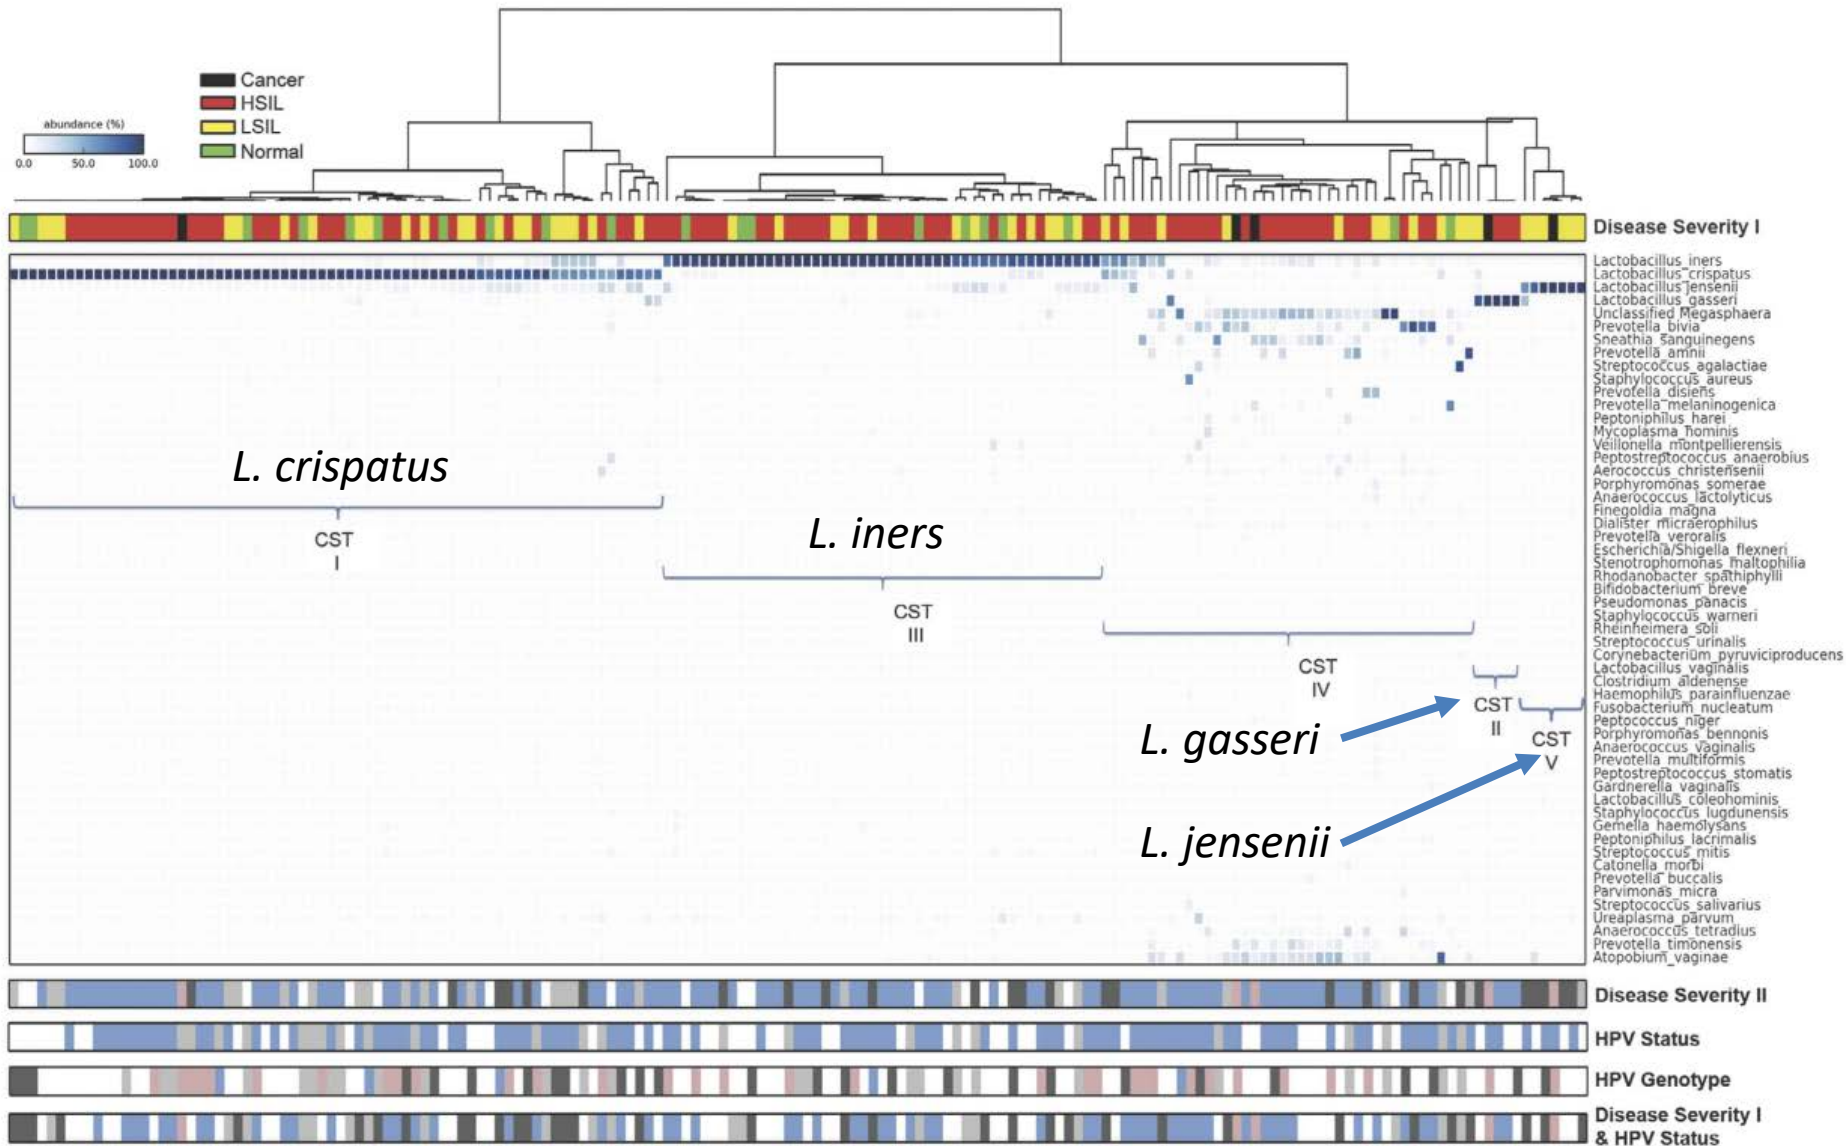 Cancer
HSIL
LSIL
Normal
abundance (%)
0.0 50.0 100.0
Disease Severity I
Lactobacillus_iners
Lactobacillus_crispatus
Lactobacillus_jensenii
Lactobacillus_gasseri
Unclassified_Megasphaera
Prevotella_bivia
Sneathia_sanguinegens
Prevotella_amnii
Streptococcus_agalactiae
Staphylococcus_aureus
Prevotella_disiens
Prevotella_melaninogenica
Peptoniphilus_harei
Mycoplasma_hominis
Veillonella_montpellierensis
Peptostreptococcus_anaerobius
Aerococcus_christensenii
Porphyromonas_somerae
Anaerococcus_lactolyticus
Finegoldia_magna
Dialister_micraerophilus
Prevotella_veroralis
Escherichia/Shigella_flexneri
Stenotrophomonas_maltophilia
Rhodanobacter_spathiphylli
Bifidobacterium_breve
Pseudomonas_panacis
Staphylococcus_warneri
Rheinheimera_soli
Streptococcus_urinalis
Corynebacterium_pyruviciproducens
Lactobacillus_vaginalis
Clostridium_aldenense
Haemophilus_parainfluenzae
Fusobacterium_nucleatum
Peptococcus_niger
Porphyromonas_bennonis
Anaerococcus_vaginalis
Prevotella_multiformis
Peptostreptococcus_stomatis
Gardnerella_vaginalis
Lactobacillus_coleohominis
Staphylococcus_lugdunensis
Gemella_haemolysans
Peptoniphilus_lacrimalis
Streptococcus_mitis
Catonella_morbi
Prevotella_buccalis
Parvimonas_micra
Streptococcus_salivarius
Ureaplasma_parvum
Anaerococcus_tetradius
Prevotella_timonensis
Atopobium_vaginae
L. crispatus
CST
I
L. iners
CST
III
CST
IV
L. gasseri
CST
II
L. jensenii
CST
V
Disease Severity II
HPV Status
HPV Genotype
Disease Severity I
& HPV Status